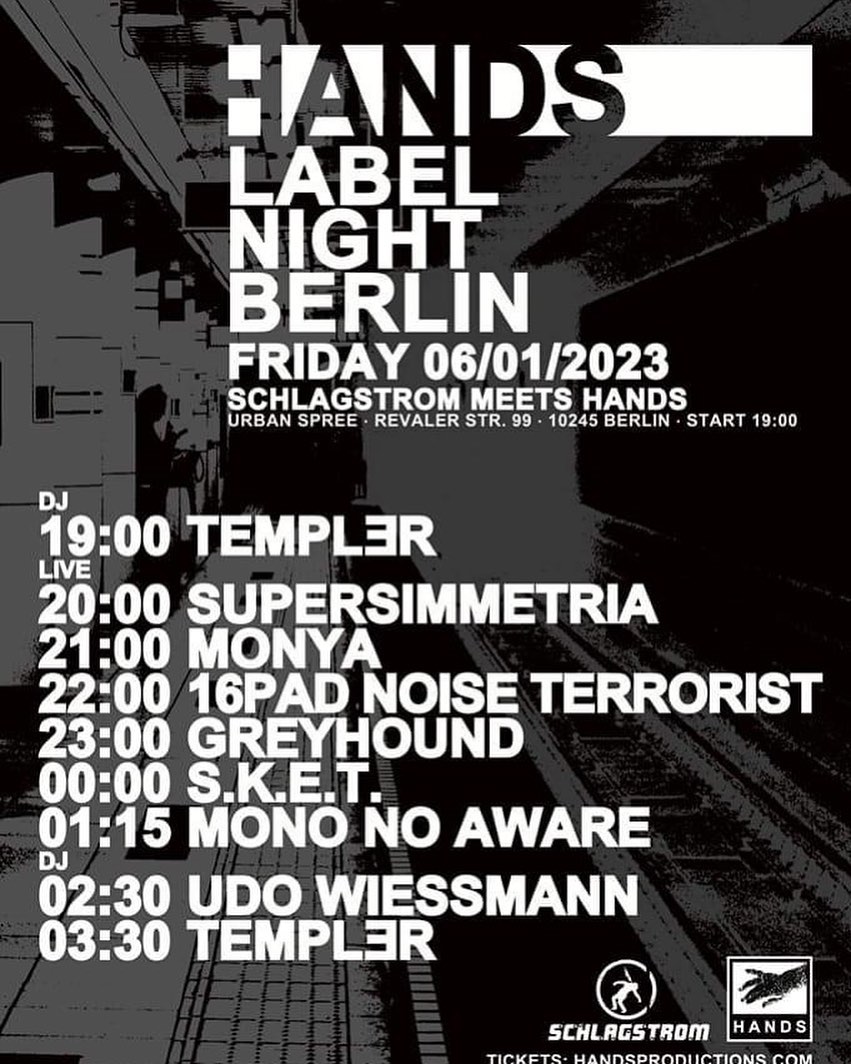 HANDS
LABEL
NIGHT
BERLIN
FRIDAY 06/01/2023
SCHLAGSTROM MEETS HANDS
URBAN SPREE · REVALER STR. 99 · 10245 BERLIN · START 19:00
DJ
19:00 TEMPLƎR
LIVE
20:00 SUPERSIMMETRIA
21:00 MONYA
22:00 16PAD NOISE TERRORIST
23:00 GREYHOUND
00:00 S.K.E.T.
01:15 MONO NO AWARE
DJ
02:30 UDO WIESSMANN
03:30 TEMPLƎR
SCHLAGSTROM
HANDS
TICKETS: HANDSPRODUCTIONS.COM